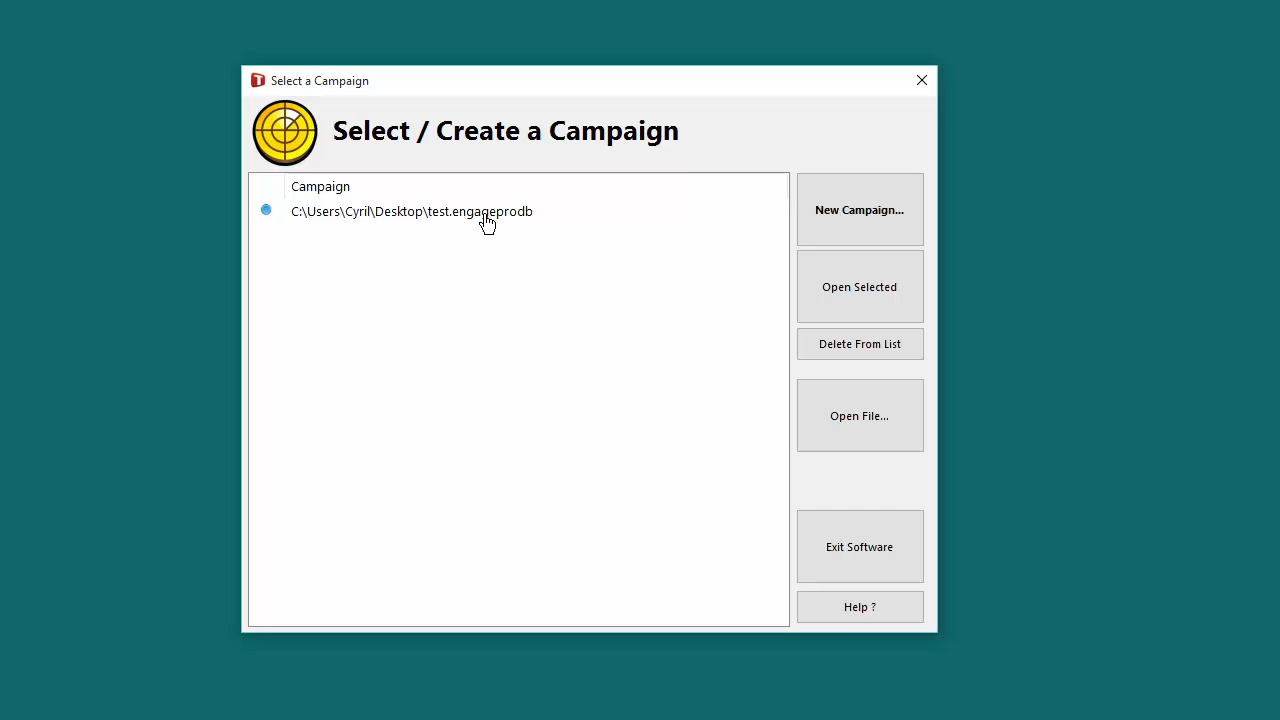 Select a Campaign
Select / Create a Campaign
Campaign
C:\Users\Cyril\Desktop\test.engageprodb
New Campaign...
Open Selected
Delete From List
Open File...
Exit Software
Help ?